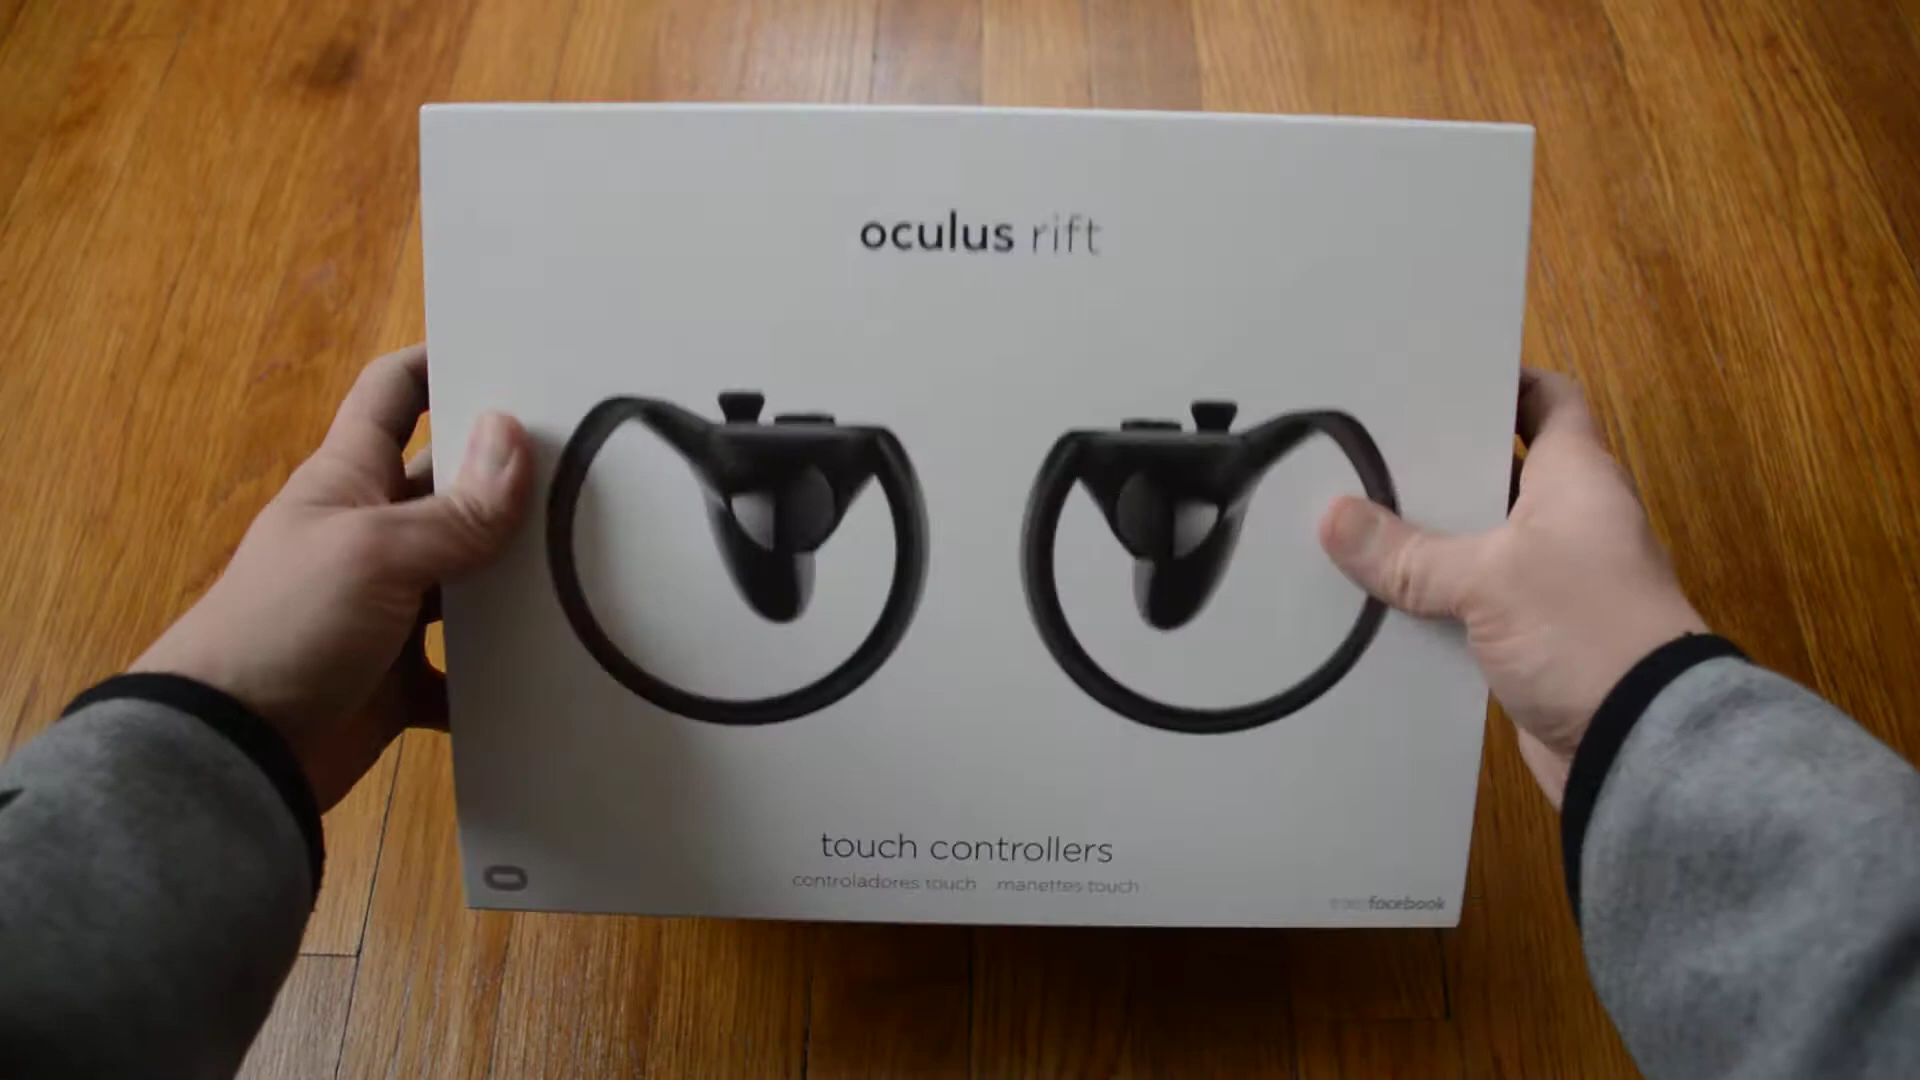 oculus rift
touch controllers
controladores touch manettes touch
facebook